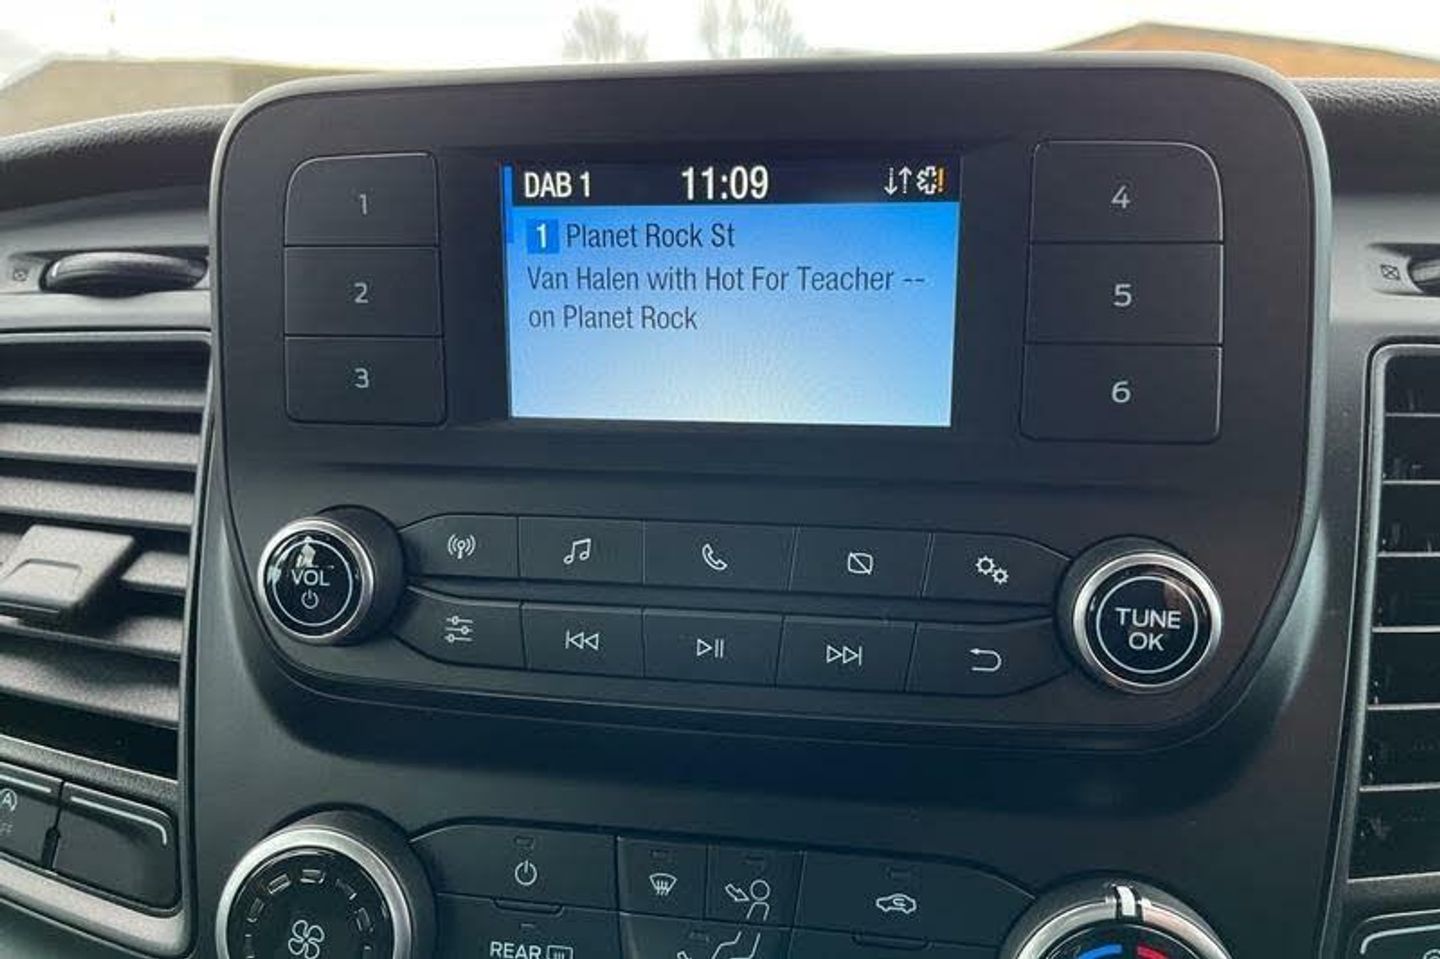 DAB 1 11:09
1 Planet Rock St
Van Halen with Hot For Teacher --
on Planet Rock
1
2
3
4
5
6
VOL
TUNE
OK
A
OFF
REAR